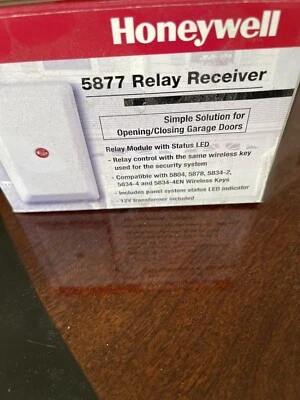 Honeywell
5877 Relay Receiver
Simple Solution for
Opening/Closing Garage Doors
Relay Module with Status LED
- Relay control with the same wireless key
used for the security system
- Compatible with 5804, 5878, 5834-2,
5834-4 and 5834-4EN Wireless Keys
- Includes panel system status LED indicator
- 12V transformer included